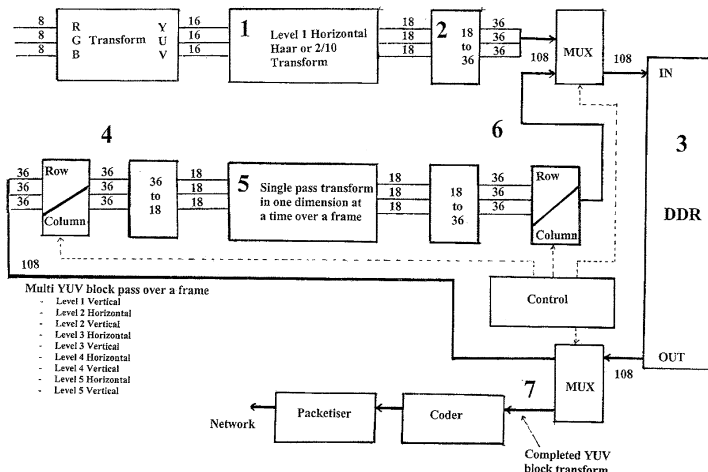 8 R Y 16
8 G Transform U 16
8 B V 16
1
Level 1 Horizontal
Haar or 2/10
Transform
18
18
18
2
18
to
36
36
36
36
108
MUX
108
IN
3
DDR
OUT
4
36
36
36
Row
Column
36
36
36
36
to
18
18
18
18
5
Single pass transform
in one dimension at
a time over a frame
18
18
18
18
to
36
36
36
36
6
Row
Column
108
Multi YUV block pass over a frame
- Level 1 Vertical
- Level 2 Horizontal
- Level 2 Vertical
- Level 3 Horizontal
- Level 3 Vertical
- Level 4 Horizontal
- Level 4 Vertical
- Level 5 Horizontal
- Level 5 Vertical
Control
MUX
108
7
Network
Packetiser
Coder
Completed YUV
block transform